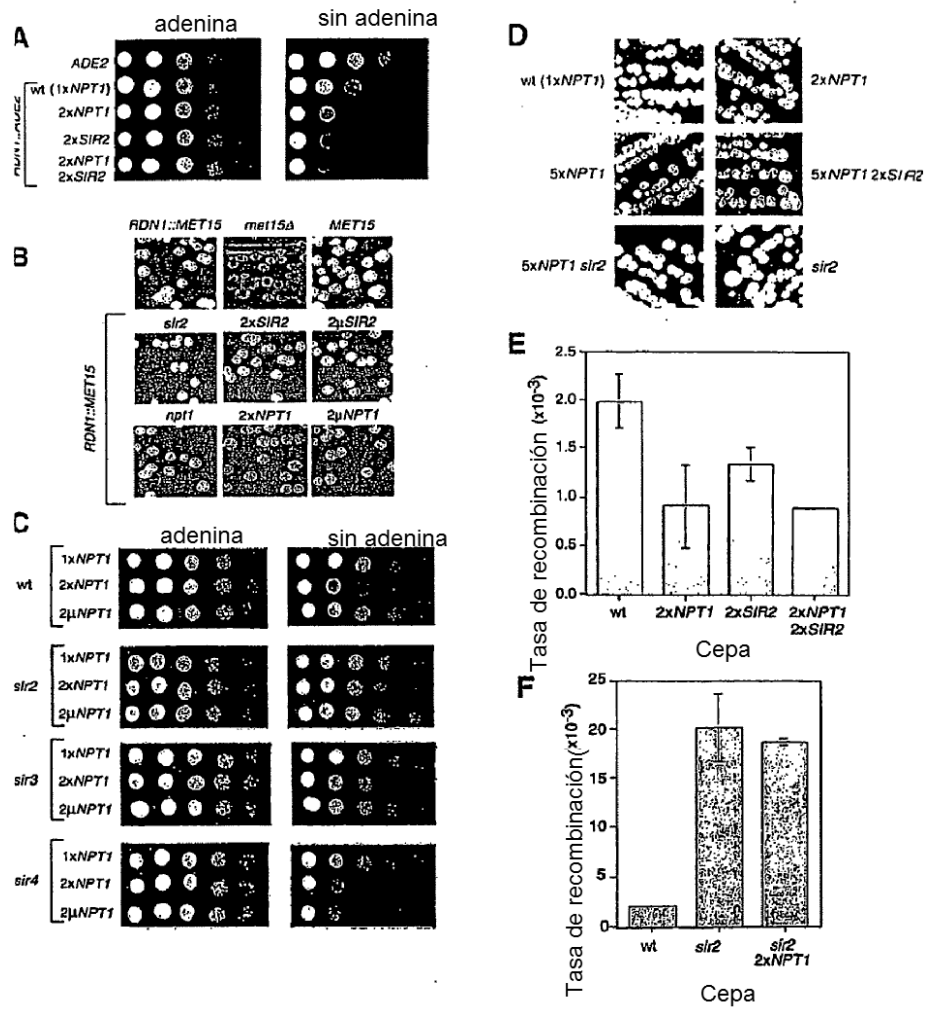 A
adenina
sin adenina
ADE2
wt (1xNPT1)
2xNPT1
2xSIR2
2xNPT1
2xSIR2
RDN1::ADE2
B
RDN1::MET15
met15Δ
MET15
sir2
2xSIR2
2µSIR2
npt1
2xNPT1
2µNPT1
RDN1::MET15
C
adenina
sin adenina
wt
1xNPT1
2xNPT1
2µNPT1
sir2
1xNPT1
2xNPT1
2µNPT1
sir3
1xNPT1
2xNPT1
2µNPT1
sir4
1xNPT1
2xNPT1
2µNPT1
D
wt (1xNPT1)
2xNPT1
5xNPT1
5xNPT1 2xSIR2
5xNPT1 sir2
sir2
E
Tasa de recombinación (x10-3)
2.5
2.0
1.5
1.0
0.5
0.0
wt
2xNPT1
2xSIR2
2xNPT1
2xSIR2
Cepa
F
Tasa de recombinación(x10-3)
25
20
15
10
5
0
wt
sir2
sir2
2xNPT1
Cepa